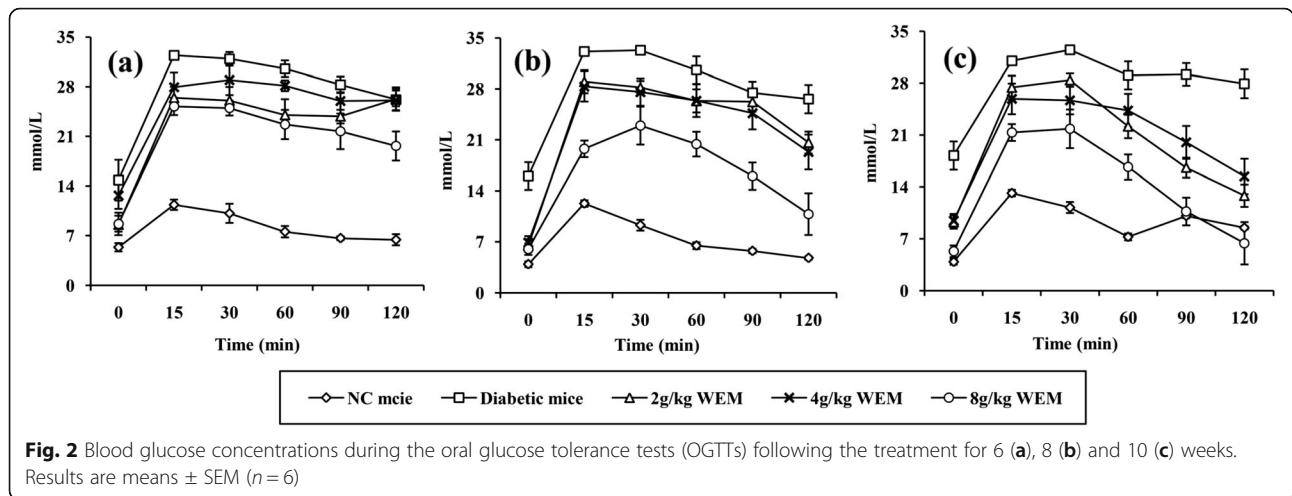 35
28
21
14
7
0
mmol/L
(a)
0 15 30 60 90 120
Time (min)
35
28
21
14
7
0
mmol/L
(b)
0 15 30 60 90 120
Time (min)
35
28
21
14
7
0
mmol/L
(c)
0 15 30 60 90 120
Time (min)
NC mcie Diabetic mice 2g/kg WEM 4g/kg WEM 8g/kg WEM
Fig. 2 Blood glucose concentrations during the oral glucose tolerance tests (OGTTs) following the treatment for 6 (a), 8 (b) and 10 (c) weeks.
Results are means ± SEM (n = 6)